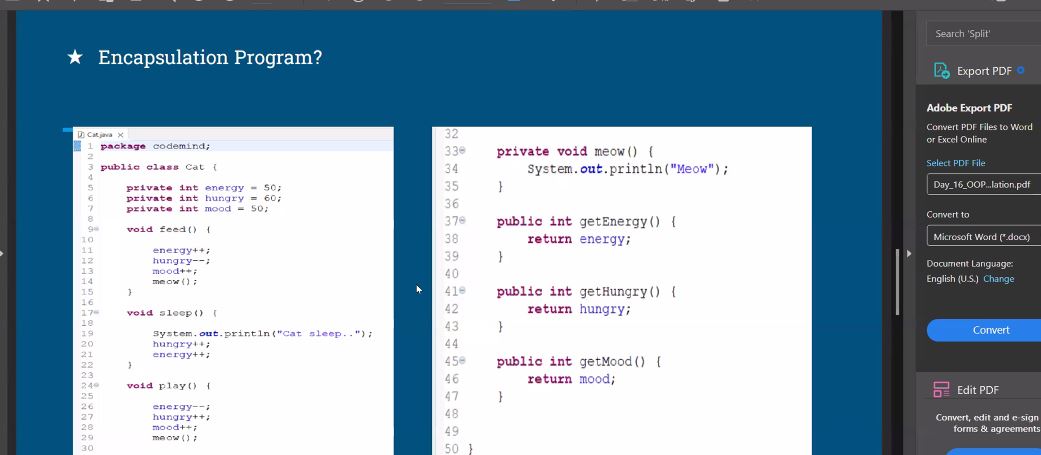 ★ Encapsulation Program?
Cat.java
1 package codemind;
2
3 public class Cat {
4
5 private int energy = 50;
6 private int hungry = 60;
7 private int mood = 50;
8
9 void feed() {
10
11 energy++;
12 hungry--;
13 mood++;
14 meow();
15 }
16
17 void sleep() {
18
19 System.out.println("Cat sleep..");
20 hungry++;
21 energy++;
22 }
23
24 void play() {
25
26 energy--;
27 hungry++;
28 mood++;
29 meow();
30
32
33 private void meow() {
34 System.out.println("Meow");
35 }
36
37 public int getEnergy() {
38 return energy;
39 }
40
41 public int getHungry() {
42 return hungry;
43 }
44
45 public int getMood() {
46 return mood;
47 }
48
49
50 }
Search 'Split'
Export PDF
Adobe Export PDF
Convert PDF Files to Word
or Excel Online
Select PDF File
Day_16_OOP...lation.pdf
Convert to
Microsoft Word (*.docx)
Document Language:
English (U.S.) Change
Convert
Edit PDF
Convert, edit and e-sign
forms & agreements